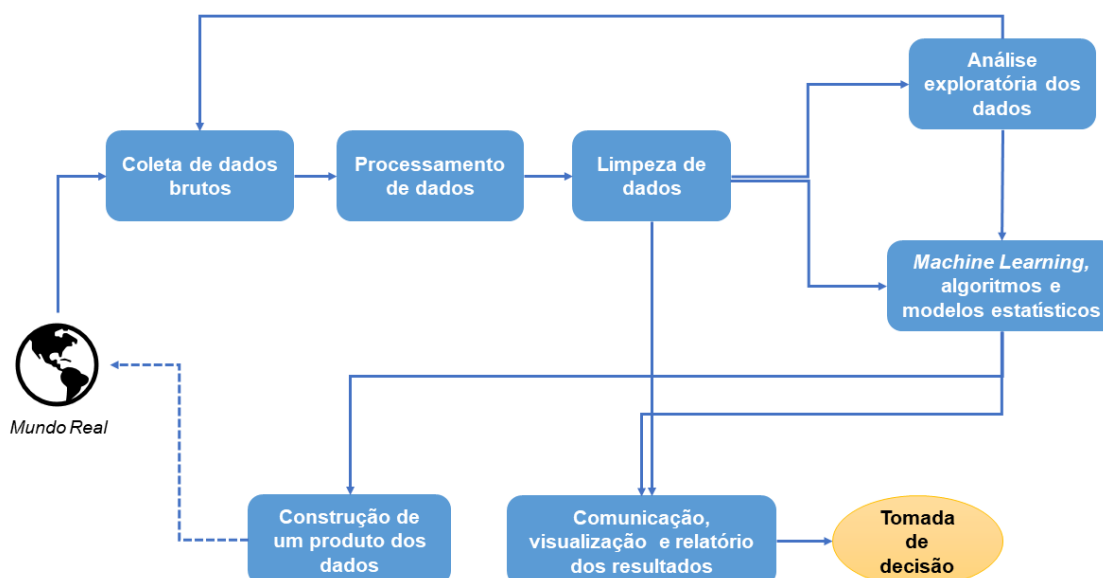 Análise
exploratória dos
dados
Coleta de dados
brutos
Processamento
de dados
Limpeza de
dados
Machine Learning,
algoritmos e
modelos estatísticos
Mundo Real
Construção de
um produto dos
dados
Comunicação,
visualização e relatório
dos resultados
Tomada
de
decisão